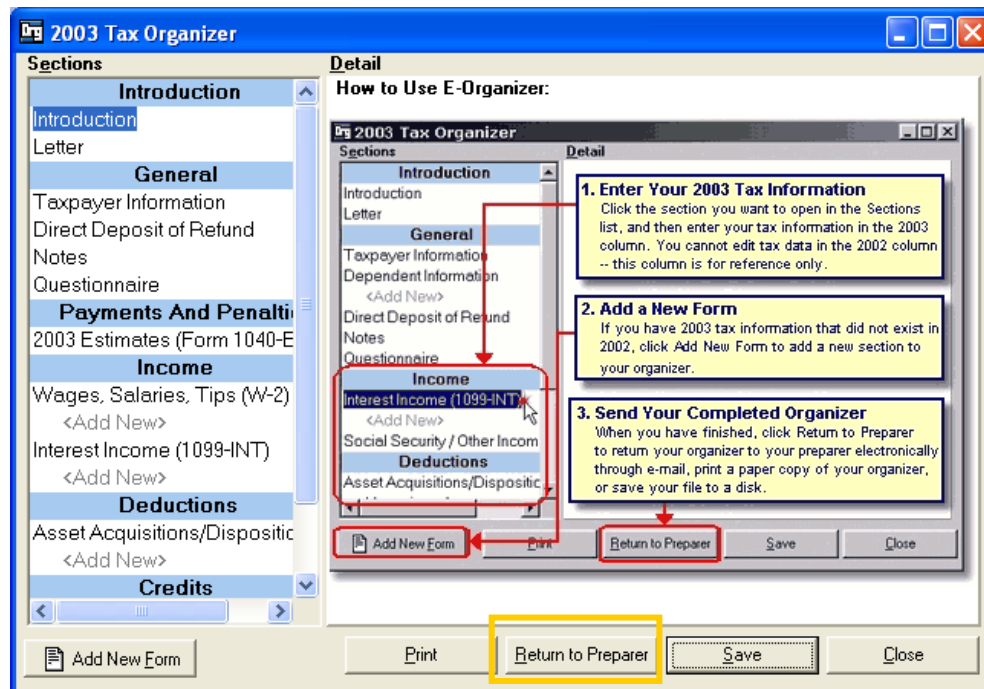 2003 Tax Organizer
Sections
Introduction
Introduction
Letter
General
Taxpayer Information
Direct Deposit of Refund
Notes
Questionnaire
Payments And Penalti
2003 Estimates (Form 1040-E
Income
Wages, Salaries, Tips (W-2)
<Add New>
Interest Income (1099-INT)
<Add New>
Deductions
Asset Acquisitions/Dispositic
<Add New>
Credits
Detail
How to Use E-Organizer:
2003 Tax Organizer
Sections
Introduction
Introduction
Letter
General
Taxpayer Information
Dependent Information
<Add New>
Direct Deposit of Refund
Notes
Questionnaire
Income
Interest Income (1099-INT)
<Add New>
Social Security / Other Incom
Deductions
Asset Acquisitions/Dispositic
Detail
1. Enter Your 2003 Tax Information
Click the section you want to open in the Sections
list, and then enter your tax information in the 2003
column. You cannot edit tax data in the 2002 column
-- this column is for reference only.
2. Add a New Form
If you have 2003 tax information that did not exist in
2002, click Add New Form to add a new section to
your organizer.
3. Send Your Completed Organizer
When you have finished, click Return to Preparer
to return your organizer to your preparer electronically
through e-mail, print a paper copy of your organizer,
or save your file to a disk.
Add New Form
Print
Return to Preparer
Save
Close
Add New Form
Print
Return to Preparer
Save
Close